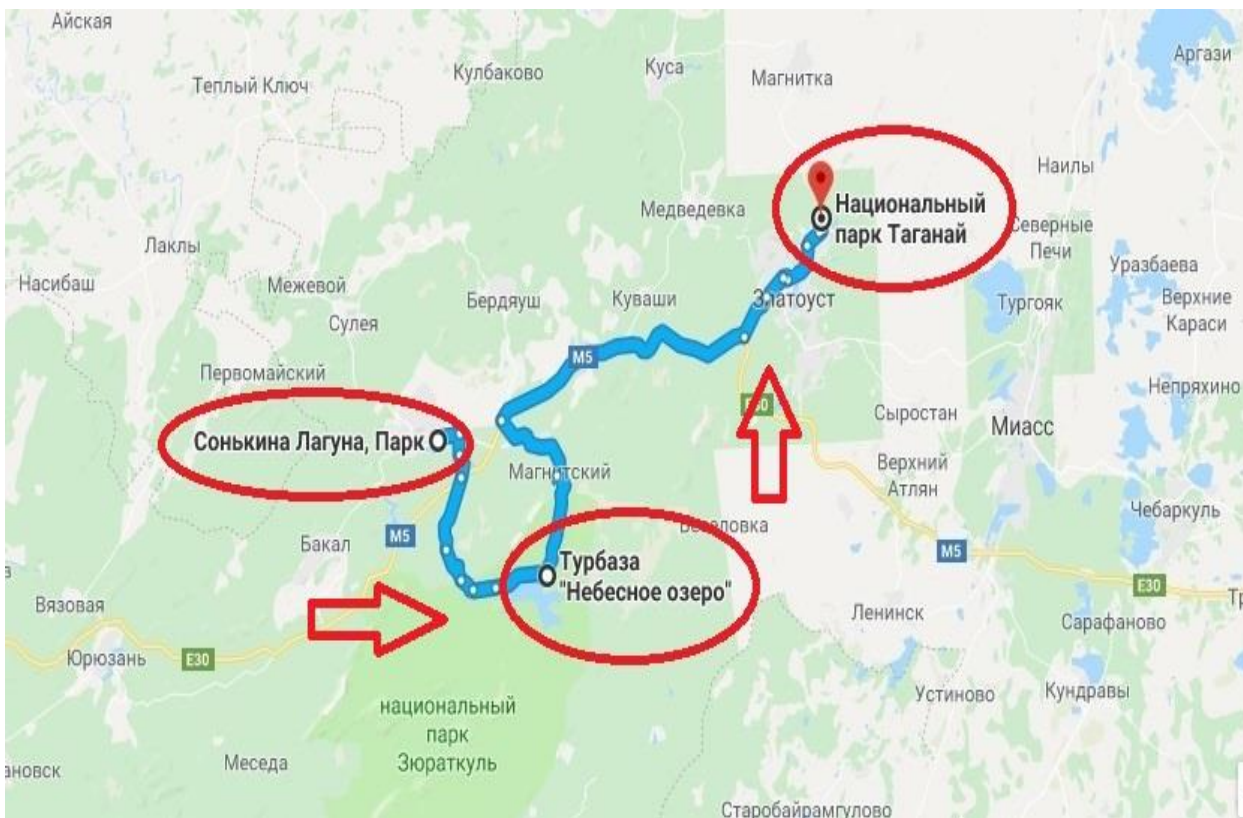 Айская
Аргази
Кулбаково
Куса
Магнитка
Теплый Ключ
Наилы
Национальный
парк Таганай
Медведевка
Северные
Печи
Лаклы
Уразбаева
Насибаш
Межевой
Бердяуш
Куваши
Златоуст
Тургояк
Верхние
Караси
Сулея
M5
Первомайский
Непряхино
E30
Сыростан
Миасс
Сонькина Лагуна, Парк
Магнитский
Верхний
Атлян
Чебаркуль
Веселовка
M5
Бакал
M5
Турбаза
"Небесное озеро"
E30
Вязовая
Ленинск
Сарафаново
Юрюзань
E30
Устиново
Кундравы
национальный
парк
Зюраткуль
Меседа
ановск
Старобайрамгулово